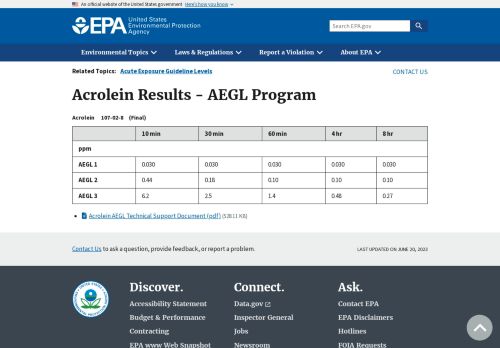 An official website of the United States government Here's how you know
EPA United States
Environmental Protection
Agency
Search EPA.gov
Environmental Topics Laws & Regulations Report a Violation About EPA
Related Topics: Acute Exposure Guideline Levels
CONTACT US
Acrolein Results - AEGL Program
Acrolein 107-02-8 (Final)
10 min 30 min 60 min 4 hr 8 hr
ppm
AEGL 1 0.030 0.030 0.030 0.030 0.030
AEGL 2 0.44 0.18 0.10 0.10 0.10
AEGL 3 6.2 2.5 1.4 0.48 0.27
Acrolein AEGL Technical Support Document (pdf) (528.11 KB)
Contact Us to ask a question, provide feedback, or report a problem.
LAST UPDATED ON JUNE 20, 2023
Discover. Connect. Ask.
Accessibility Statement Data.gov Contact EPA
Budget & Performance Inspector General EPA Disclaimers
Contracting Jobs Hotlines
EPA www Web Snapshot Newsroom FOIA Requests